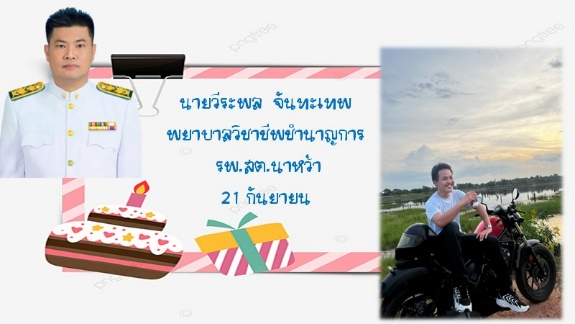 นายวีระพล จันทะเทพ
พยาบาลวิชาชีพชำนาญการ
รพ.สต.นาหว้า
21 กันยายน